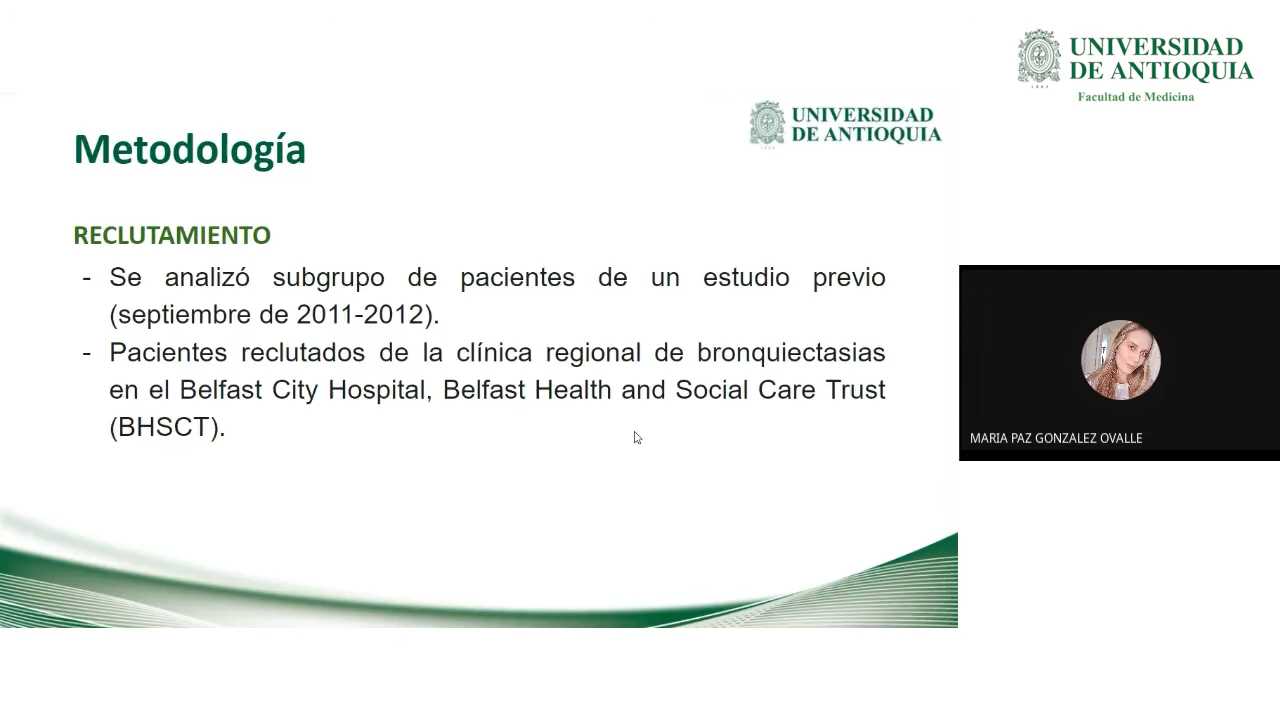 UNIVERSIDAD
DE ANTIOQUIA
1803
Facultad de Medicina
UNIVERSIDAD
DE ANTIOQUIA
1803
Metodología
RECLUTAMIENTO
- Se analizó subgrupo de pacientes de un estudio previo
(septiembre de 2011-2012).
- Pacientes reclutados de la clínica regional de bronquiectasias
en el Belfast City Hospital, Belfast Health and Social Care Trust
(BHSCT).
MARIA PAZ GONZALEZ OVALLE